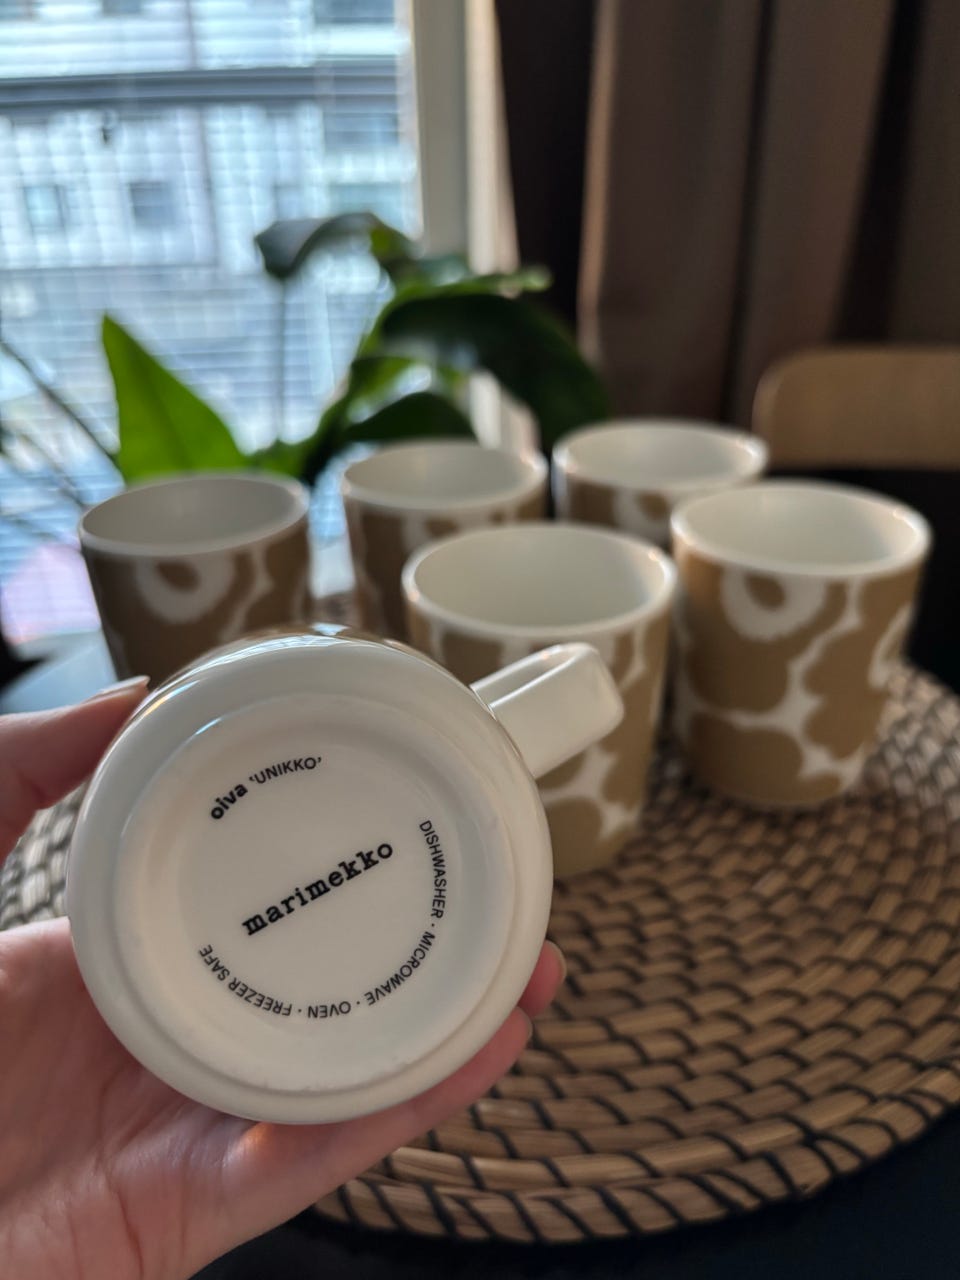 oiva ‘UNIKKO’
marimekko
DISHWASHER · MICROWAVE · OVEN · FREEZER SAFE